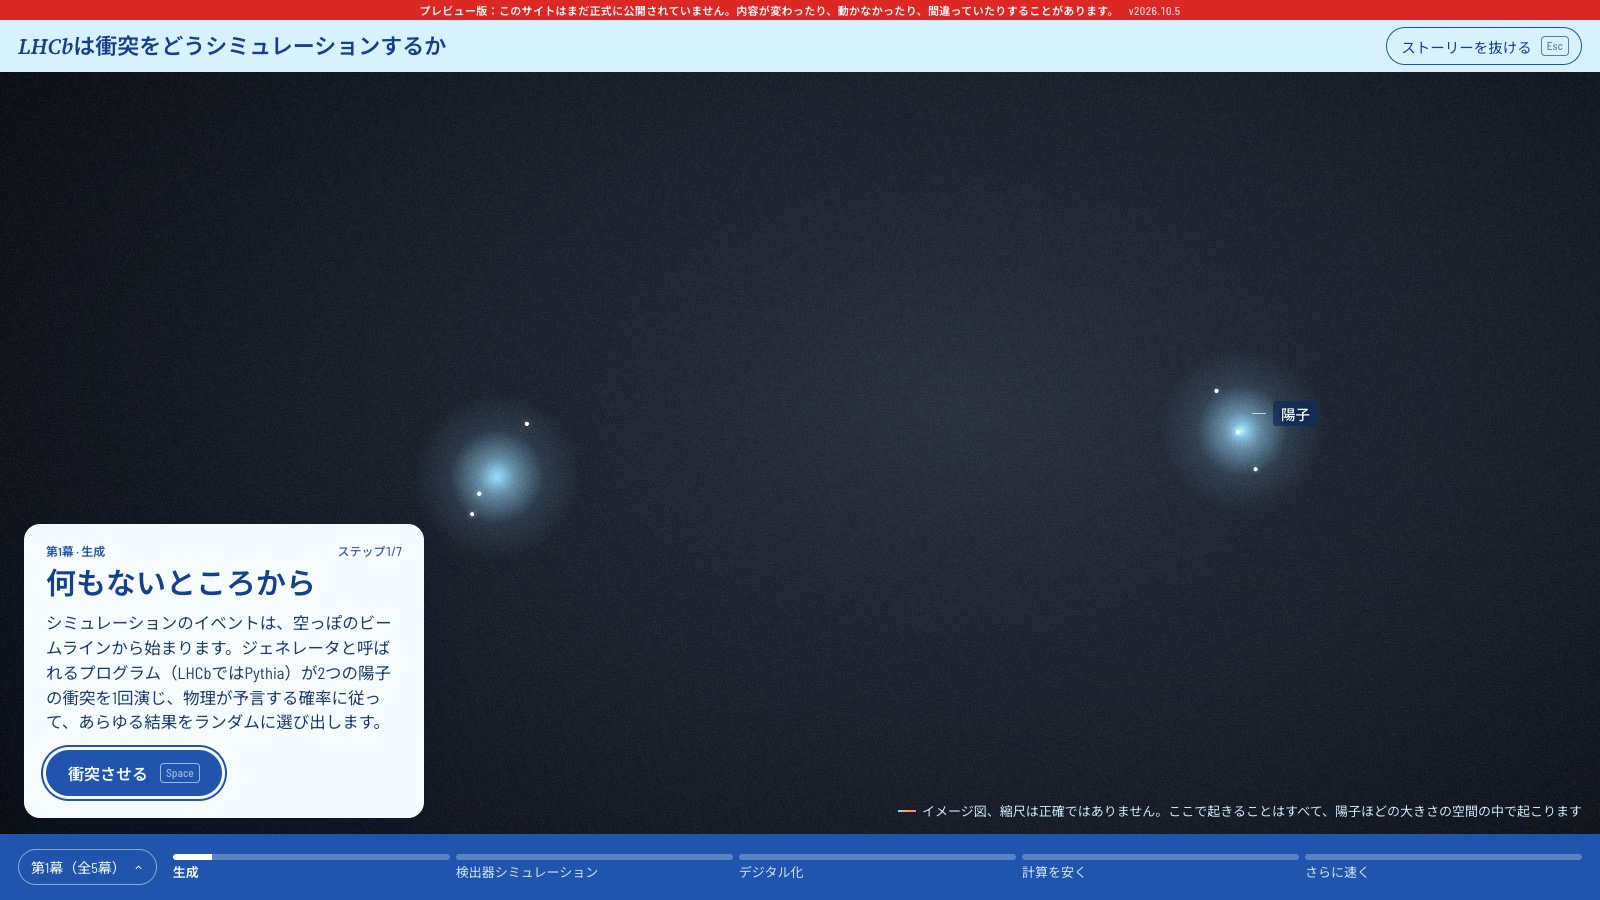 プレビュー版：このサイトはまだ正式に公開されていません。内容が変わったり、動かなかったり、間違っていたりすることがあります。 v2026.10.5
LHCbは衝突をどうシミュレーションするか
ストーリーを抜ける Esc
陽子
第1幕 · 生成
ステップ1/7
何もないところから
シミュレーションのイベントは、空っぽのビー
ムラインから始まります。ジェネレータと呼ば
れるプログラム（LHCbではPythia）が2つの陽子
の衝突を1回演じ、物理が予言する確率に従っ
て、あらゆる結果をランダムに選び出します。
衝突させる Space
イメージ図、縮尺は正確ではありません。ここで起きることはすべて、陽子ほどの大きさの空間の中で起こります
第1幕（全5幕）
生成
検出器シミュレーション
デジタル化
計算を安く
さらに速く